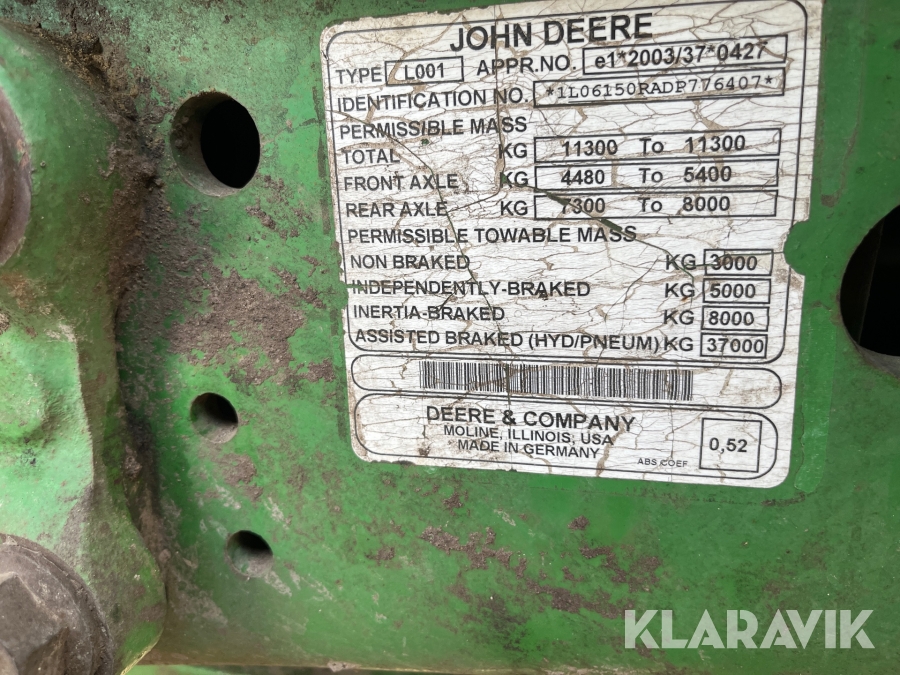 JOHN DEERE
TYPE L001 APPR.NO. e1*2003/37*0427
IDENTIFICATION NO. *1L06150RADP776407*
PERMISSIBLE MASS
TOTAL KG 11300 To 11300
FRONT AXLE KG 4480 To 5400
REAR AXLE KG 7300 To 8000
PERMISSIBLE TOWABLE MASS
NON BRAKED KG 3000
INDEPENDENTLY-BRAKED KG 5000
INERTIA-BRAKED KG 8000
ASSISTED BRAKED (HYD/PNEUM) KG 37000
DEERE & COMPANY
MOLINE, ILLINOIS, USA
MADE IN GERMANY
ABS COEF 0,52
KLARAVIK